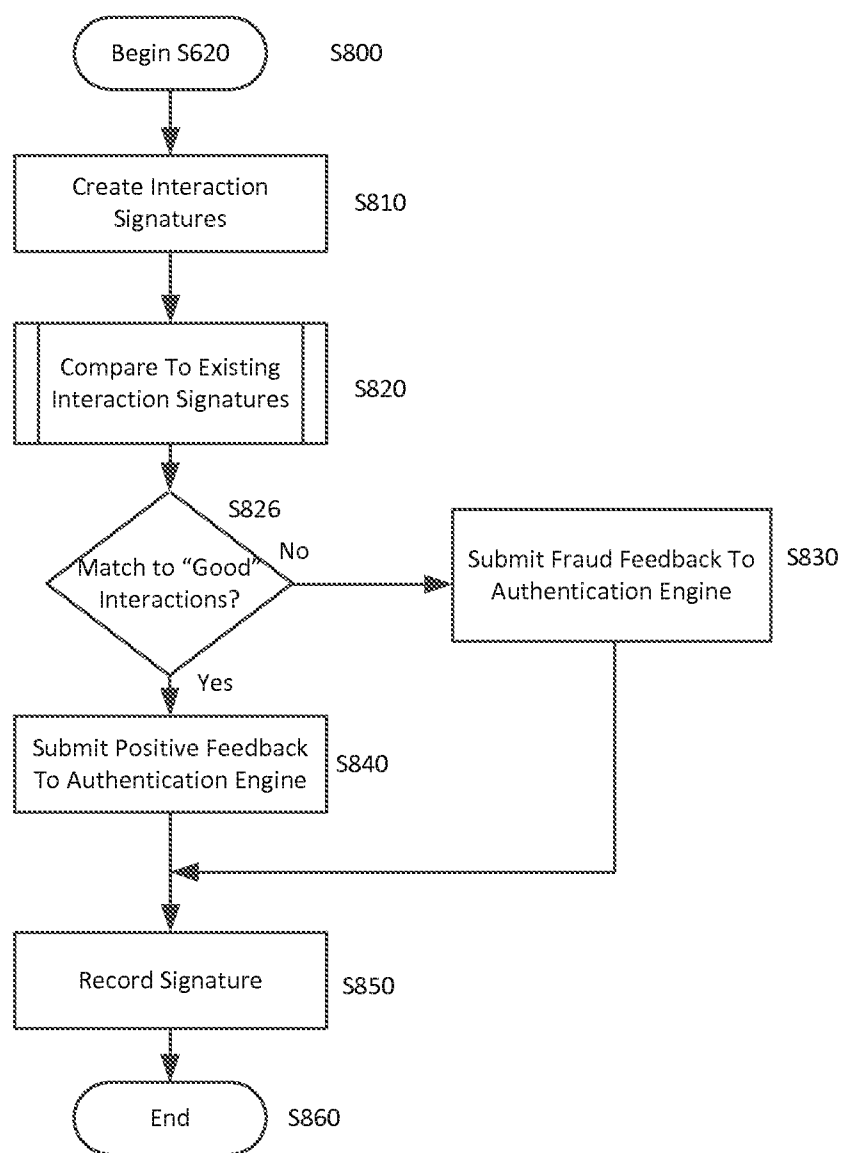 Begin S620
S800
Create Interaction
Signatures
S810
Compare To Existing
Interaction Signatures
S820
S826
Match to “Good”
Interactions?
No
Submit Fraud Feedback To
Authentication Engine
S830
Yes
Submit Positive Feedback
To Authentication Engine
S840
Record Signature
S850
End
S860